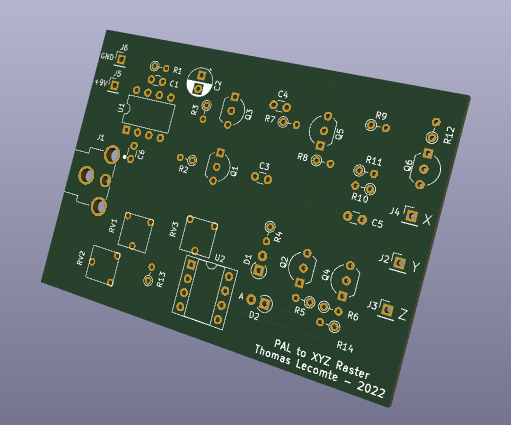 J6
GND
J5
+9V
R1
C1
C2
+
U1
R3
Q3
C4
R7
Q5
R9
R12
J1
C6
R2
Q1
C3
R8
R11
R10
Q6
J4
X
C5
RV1
RV3
R4
J2
Y
RV2
R13
U2
D1
Q2
Q4
A
D2
R5
R6
J3
Z
R14
PAL to XYZ Raster
Thomas Lecomte - 2022